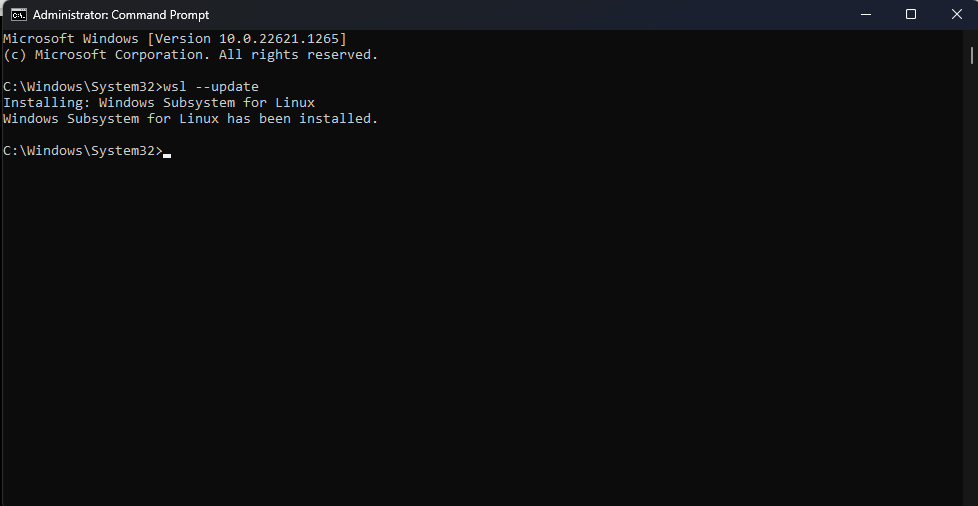 Administrator: Command Prompt
Microsoft Windows [Version 10.0.22621.1265]
(c) Microsoft Corporation. All rights reserved.
C:\Windows\System32>wsl --update
Installing: Windows Subsystem for Linux
Windows Subsystem for Linux has been installed.
C:\Windows\System32>